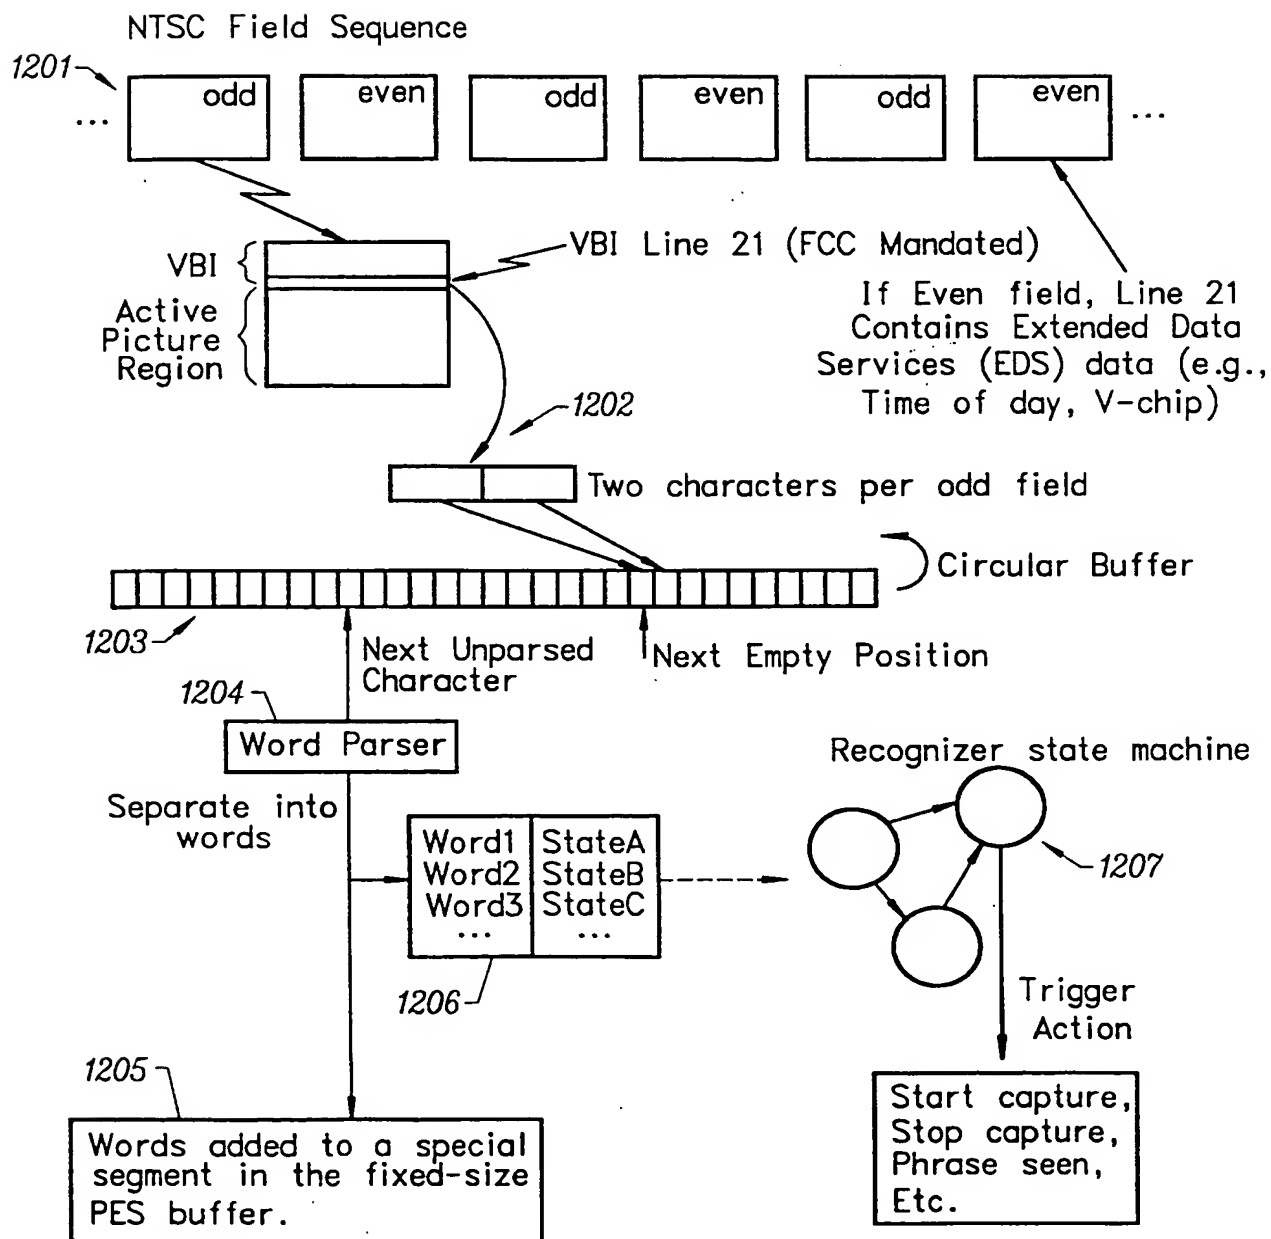 NTSC Field Sequence
1201
... odd even odd even odd even ...
VBI
VBI Line 21 (FCC Mandated)
Active
Picture
Region
If Even field, Line 21
Contains Extended Data
Services (EDS) data (e.g.,
Time of day, V-chip)
1202
Two characters per odd field
Circular Buffer
1203
Next Unparsed
Character
Next Empty Position
1204
Word Parser
Separate into
words
Recognizer state machine
Word1 StateA
Word2 StateB
Word3 StateC
... ...
1206
1207
Trigger
Action
1205
Words added to a special
segment in the fixed-size
PES buffer.
Start capture,
Stop capture,
Phrase seen,
Etc.